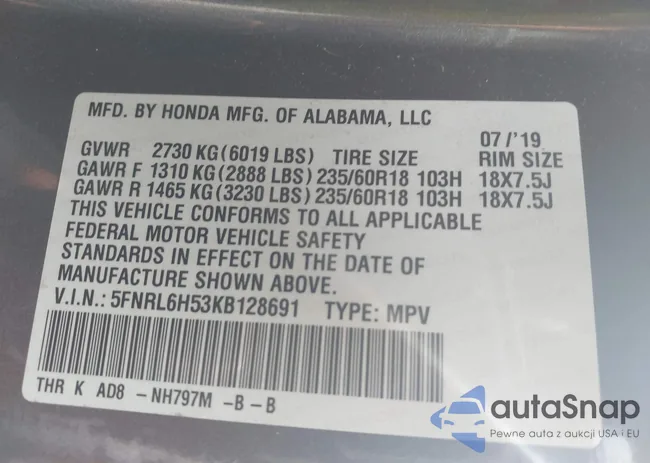 MFD. BY HONDA MFG. OF ALABAMA, LLC
07/'19
GVWR 2730 KG (6019 LBS) TIRE SIZE RIM SIZE
GAWR F 1310 KG (2888 LBS) 235/60R18 103H 18X7.5J
GAWR R 1465 KG (3230 LBS) 235/60R18 103H 18X7.5J
THIS VEHICLE CONFORMS TO ALL APPLICABLE
FEDERAL MOTOR VEHICLE SAFETY
STANDARDS IN EFFECT ON THE DATE OF
MANUFACTURE SHOWN ABOVE.
V.I.N.: 5FNRL6H53KB128691 TYPE: MPV
THR K AD8 - NH797M - B - B
autaSnap
Pewne auta z aukcji USA i EU